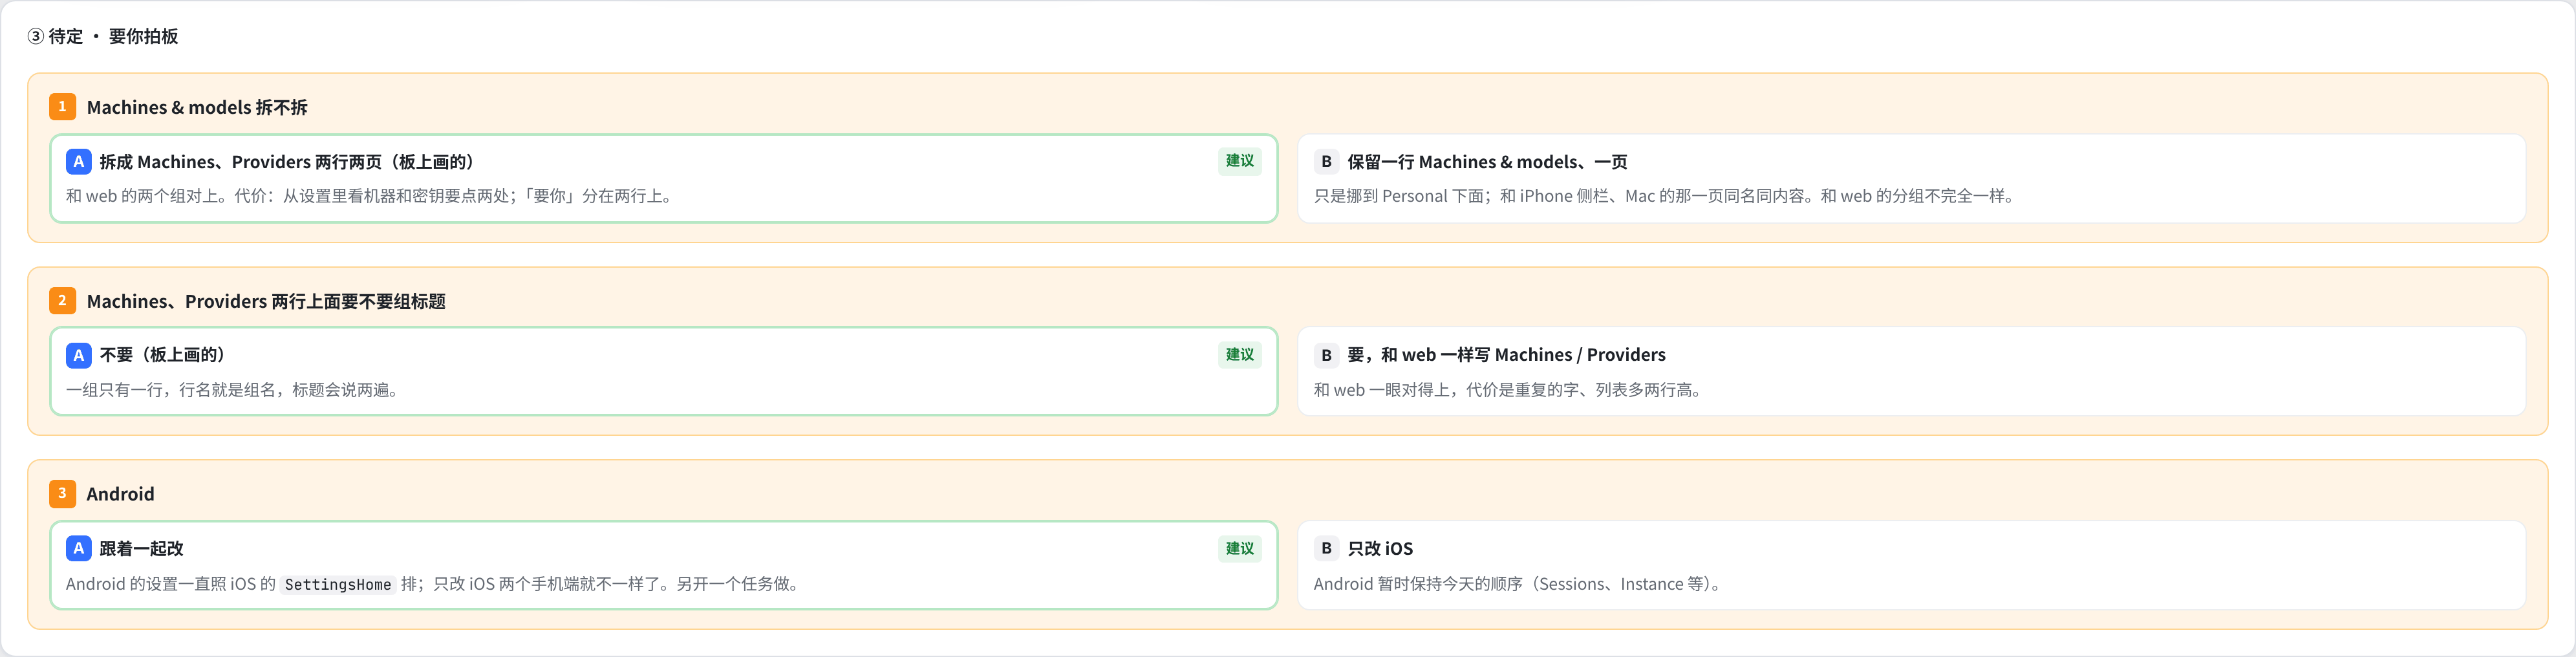 ③ 待定 · 要你拍板
1 Machines & models 拆不拆
A 拆成 Machines、Providers 两行两页（板上画的） 建议
和 web 的两个组对上。代价：从设置里看机器和密钥要点两处；「要你」分在两行上。
B 保留一行 Machines & models、一页
只是挪到 Personal 下面；和 iPhone 侧栏、Mac 的那一页同名同内容。和 web 的分组不完全一样。
2 Machines、Providers 两行上面要不要组标题
A 不要（板上画的） 建议
一组只有一行，行名就是组名，标题会说两遍。
B 要，和 web 一样写 Machines / Providers
和 web 一眼对得上，代价是重复的字、列表多两行高。
3 Android
A 跟着一起改 建议
Android 的设置一直照 iOS 的 SettingsHome 排；只改 iOS 两个手机端就不一样了。另开一个任务做。
B 只改 iOS
Android 暂时保持今天的顺序（Sessions、Instance 等）。